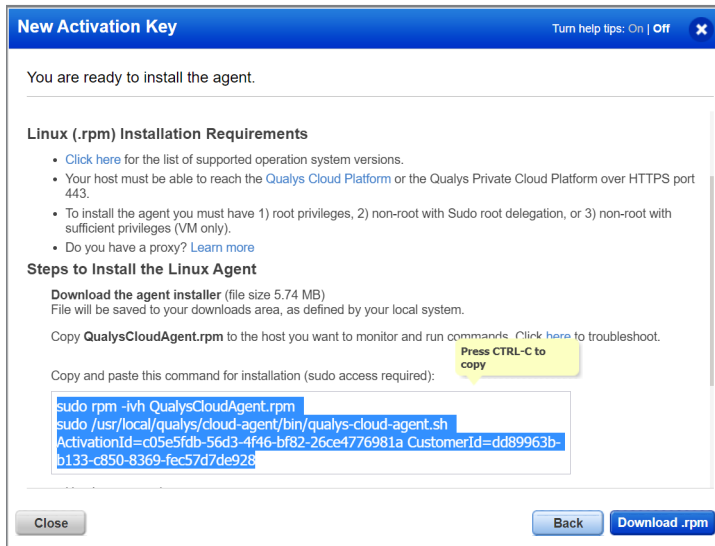 New Activation Key
Turn help tips: On | Off
You are ready to install the agent.
Linux (.rpm) Installation Requirements
• Click here for the list of supported operation system versions.
• Your host must be able to reach the Qualys Cloud Platform or the Qualys Private Cloud Platform over HTTPS port
443.
• To install the agent you must have 1) root privileges, 2) non-root with Sudo root delegation, or 3) non-root with
sufficient privileges (VM only).
• Do you have a proxy? Learn more
Steps to Install the Linux Agent
Download the agent installer (file size 5.74 MB)
File will be saved to your downloads area, as defined by your local system.
Copy QualysCloudAgent.rpm to the host you want to monitor and run commands. Click here to troubleshoot.
Press CTRL-C to
copy
Copy and paste this command for installation (sudo access required):
sudo rpm -ivh QualysCloudAgent.rpm
sudo /usr/local/qualys/cloud-agent/bin/qualys-cloud-agent.sh
ActivationId=c05e5fdb-56d3-4f46-bf82-26ce4776981a CustomerId=dd89963b-
b133-c850-8369-fec57d7de928
Close
Back
Download .rpm